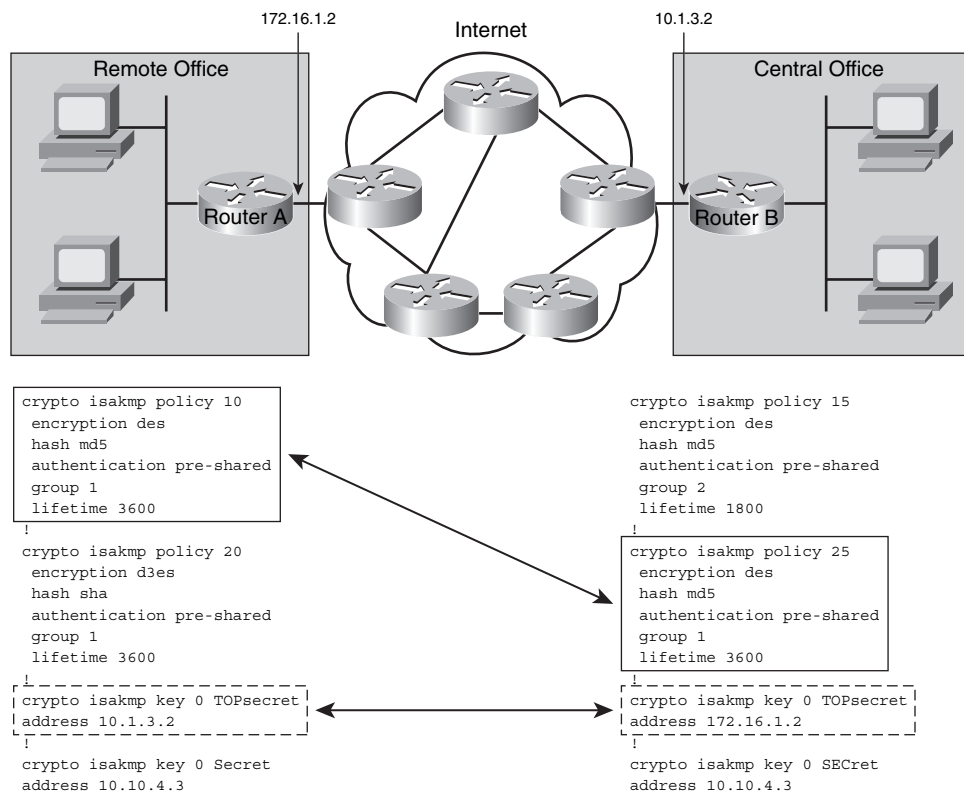 172.16.1.2
Internet
10.1.3.2
Remote Office
Central Office
Router A
Router B
crypto isakmp policy 10
encryption des
hash md5
authentication pre-shared
group 1
lifetime 3600
!
crypto isakmp policy 20
encryption d3es
hash sha
authentication pre-shared
group 1
lifetime 3600
!
crypto isakmp key 0 TOPsecret
address 10.1.3.2
!
crypto isakmp key 0 Secret
address 10.10.4.3
crypto isakmp policy 15
encryption des
hash md5
authentication pre-shared
group 2
lifetime 1800
!
crypto isakmp policy 25
encryption des
hash md5
authentication pre-shared
group 1
lifetime 3600
!
crypto isakmp key 0 TOPsecret
address 172.16.1.2
!
crypto isakmp key 0 SECret
address 10.10.4.3